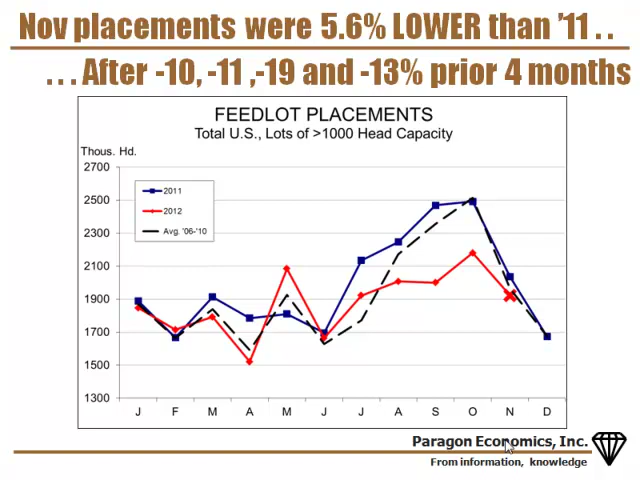 Nov placements were 5.6% LOWER than '11 . .
. . . After -10, -11 ,-19 and -13% prior 4 months
FEEDLOT PLACEMENTS
Total U.S., Lots of >1000 Head Capacity
Thous. Hd.
2700
2500
2300
2100
1900
1700
1500
1300
2011
2012
Avg. '06-'10
J F M A M J J A S O N D
Paragon Economics, Inc.
From information, knowledge